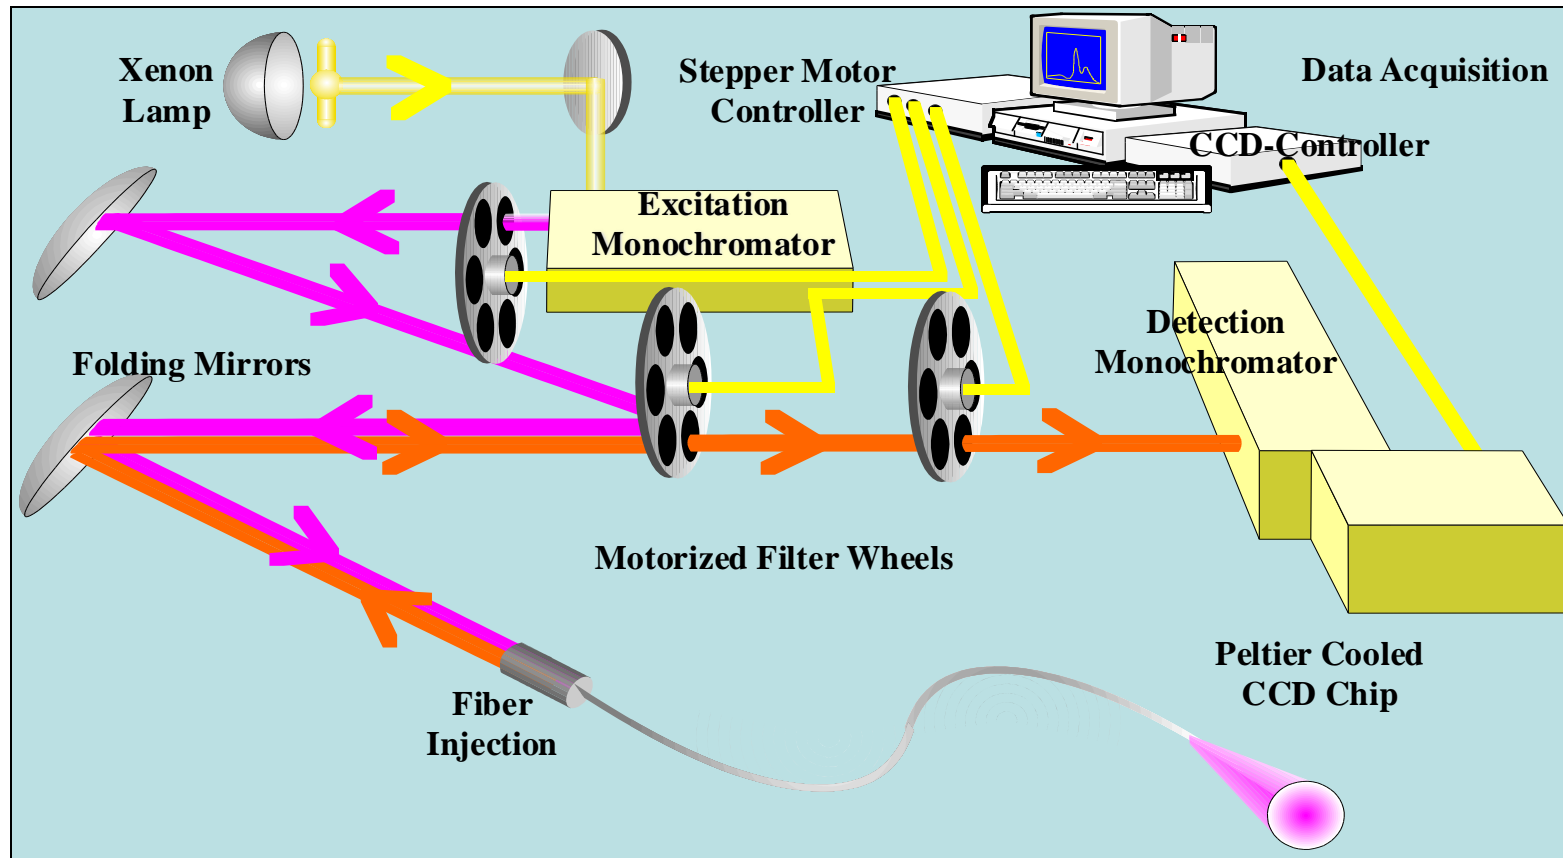 Xenon
Lamp
Stepper Motor
Controller
Data Acquisition
CCD-Controller
Excitation
Monochromator
Detection
Monochromator
Folding Mirrors
Motorized Filter Wheels
Peltier Cooled
CCD Chip
Fiber
Injection